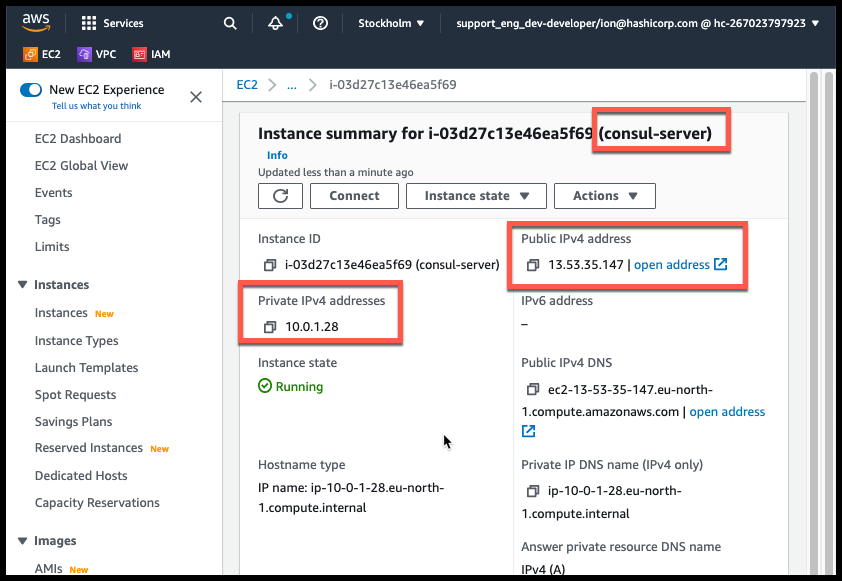 aws
Services
Stockholm ▼
support_eng_dev-developer/ion@hashicorp.com @ hc-267023797923 ▼
EC2
VPC
IAM
New EC2 Experience
Tell us what you think
EC2 Dashboard
EC2 Global View
Events
Tags
Limits
Instances
Instances New
Instance Types
Launch Templates
Spot Requests
Savings Plans
Reserved Instances New
Dedicated Hosts
Capacity Reservations
Images
AMIs New
EC2 > ... > i-03d27c13e46ea5f69
Instance summary for i-03d27c13e46ea5f69 (consul-server)
Info
Updated less than a minute ago
Connect
Instance state ▼
Actions ▼
Instance ID
i-03d27c13e46ea5f69 (consul-server)
Public IPv4 address
13.53.35.147 | open address
Private IPv4 addresses
10.0.1.28
IPv6 address
–
Instance state
Running
Public IPv4 DNS
ec2-13-53-35-147.eu-north-
1.compute.amazonaws.com | open address
Hostname type
IP name: ip-10-0-1-28.eu-north-
1.compute.internal
Private IP DNS name (IPv4 only)
ip-10-0-1-28.eu-north-
1.compute.internal
Answer private resource DNS name
IPv4 (A)